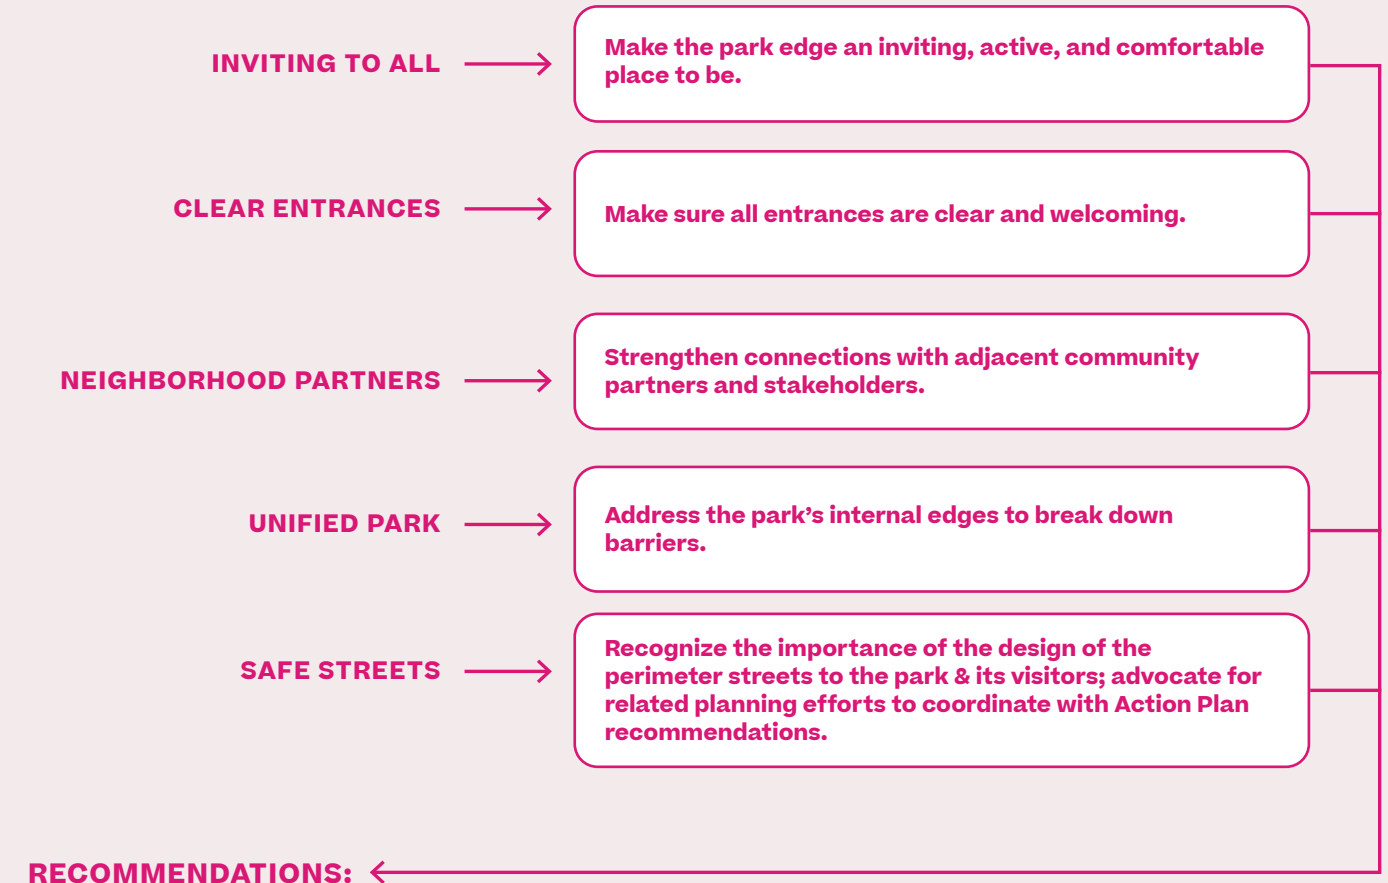 INVITING TO ALL
Make the park edge an inviting, active, and comfortable
place to be.
CLEAR ENTRANCES
Make sure all entrances are clear and welcoming.
NEIGHBORHOOD PARTNERS
Strengthen connections with adjacent community
partners and stakeholders.
UNIFIED PARK
Address the park’s internal edges to break down
barriers.
SAFE STREETS
Recognize the importance of the design of the
perimeter streets to the park & its visitors; advocate for
related planning efforts to coordinate with Action Plan
recommendations.
RECOMMENDATIONS: